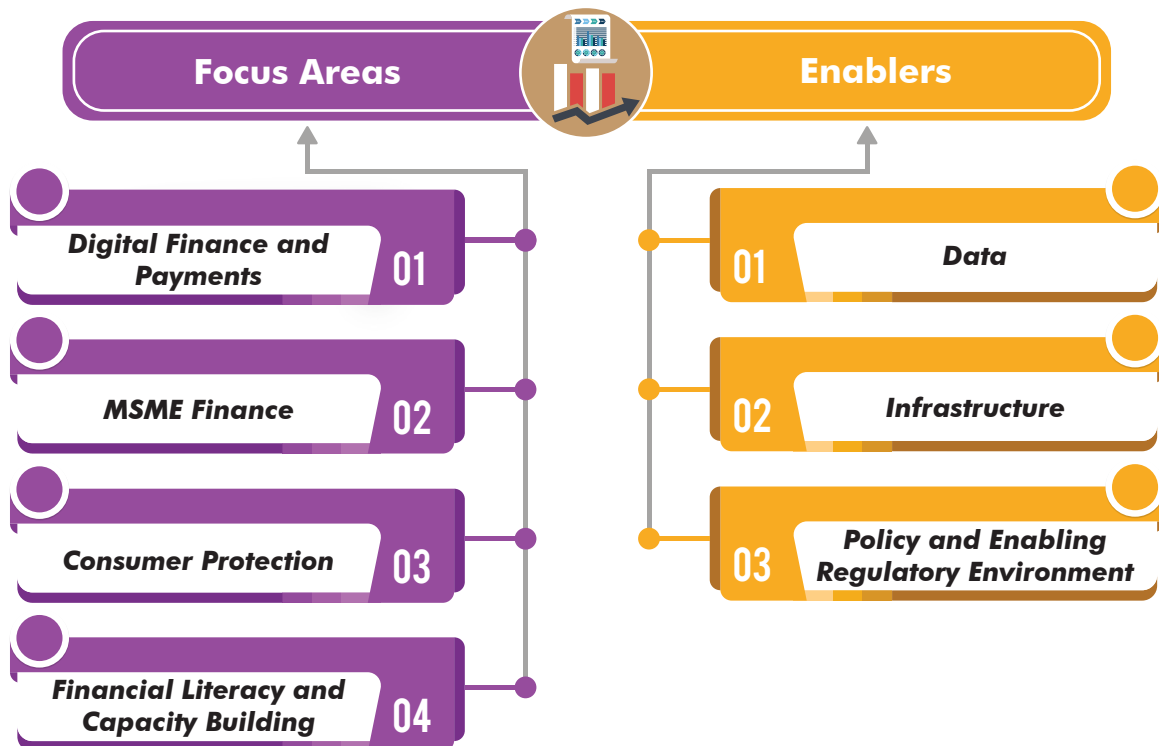 Focus Areas
Enablers
Digital Finance and
Payments
01
MSME Finance
02
Consumer Protection
03
Financial Literacy and
Capacity Building
04
01
Data
02
Infrastructure
03
Policy and Enabling
Regulatory Environment